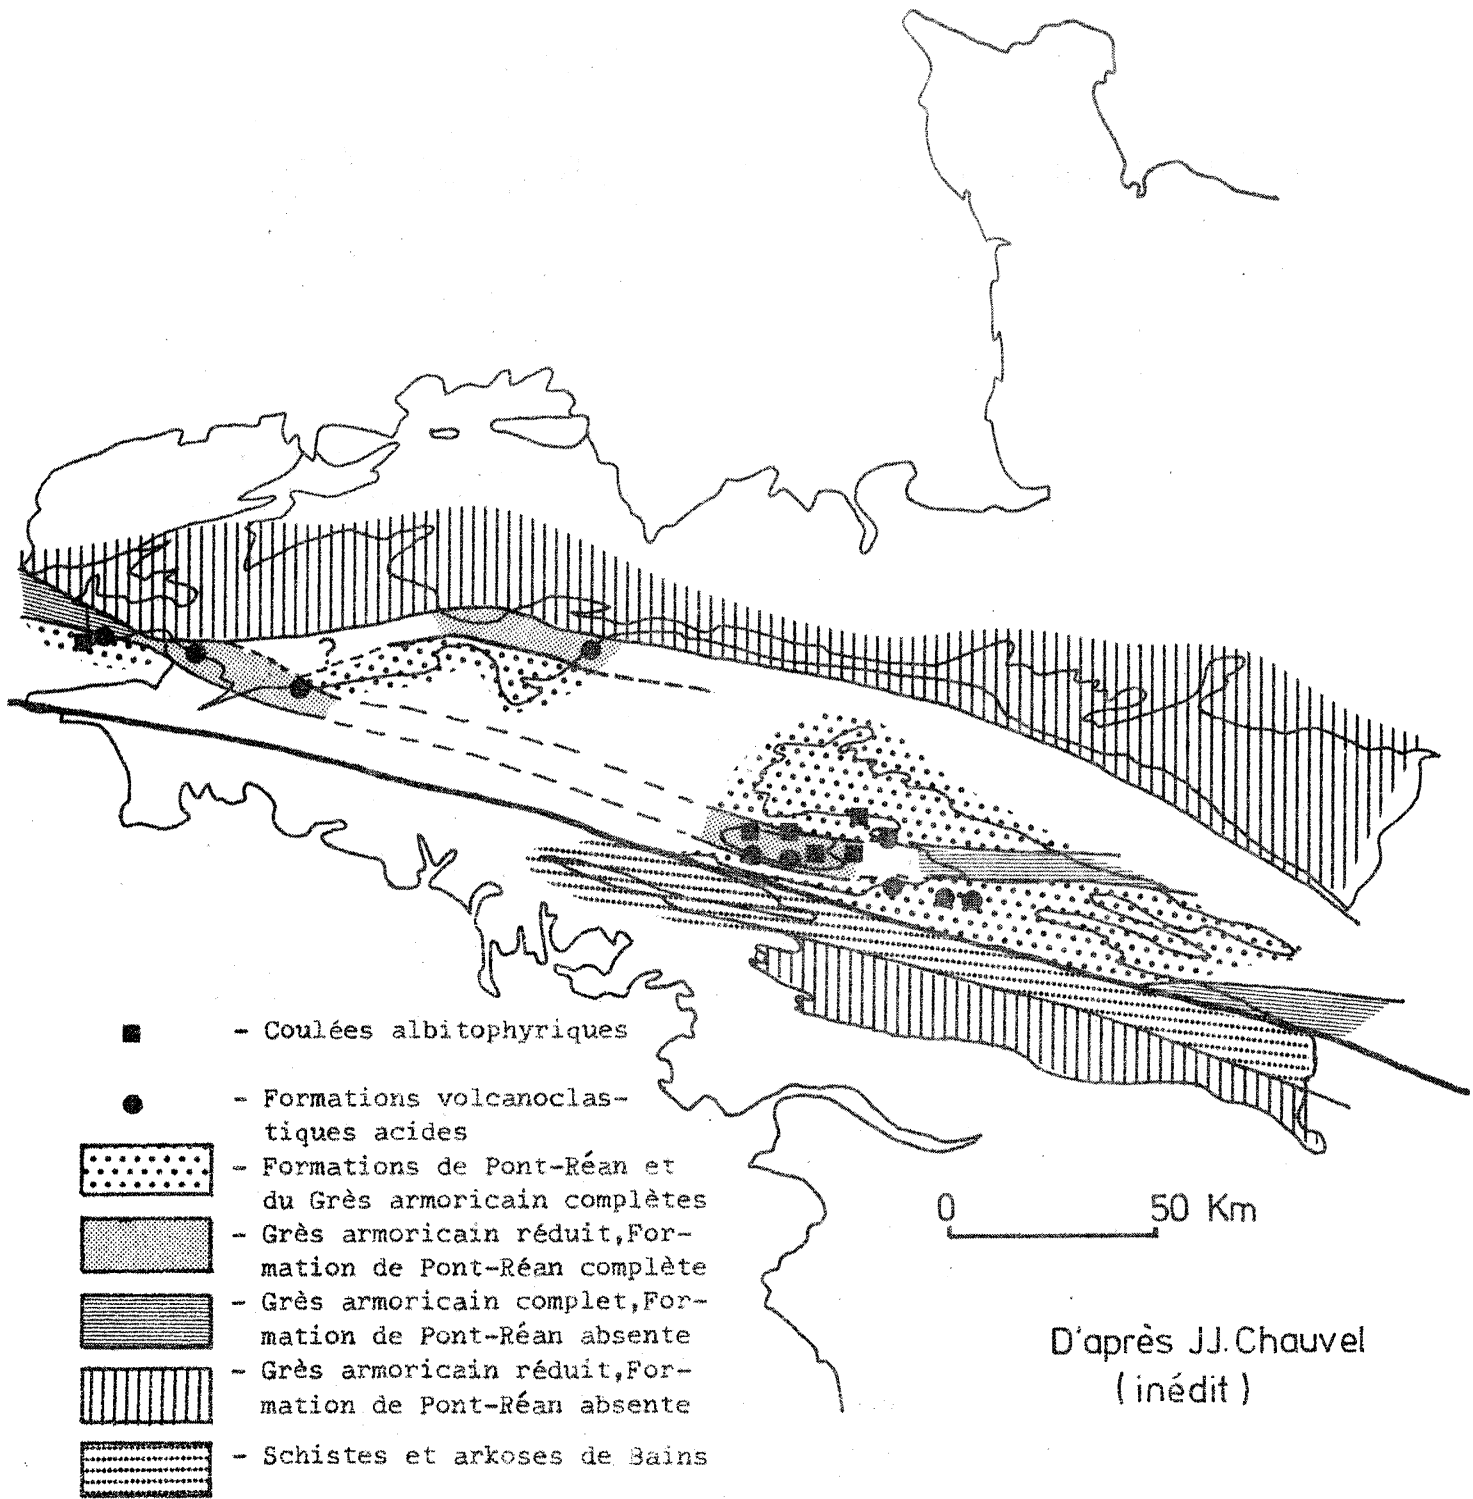 ?
- Coulées albitophyriques
- Formations volcanoclas-
tiques acides
- Formations de Pont-Réan et
du Grès armoricain complètes
- Grès armoricain réduit,For-
mation de Pont-Réan complète
- Grès armoricain complet,For-
mation de Pont-Réan absente
- Grès armoricain réduit,For-
mation de Pont-Réan absente
- Schistes et arkoses de Bains
0 50 Km
D'après JJ.Chauvel
(inédit)